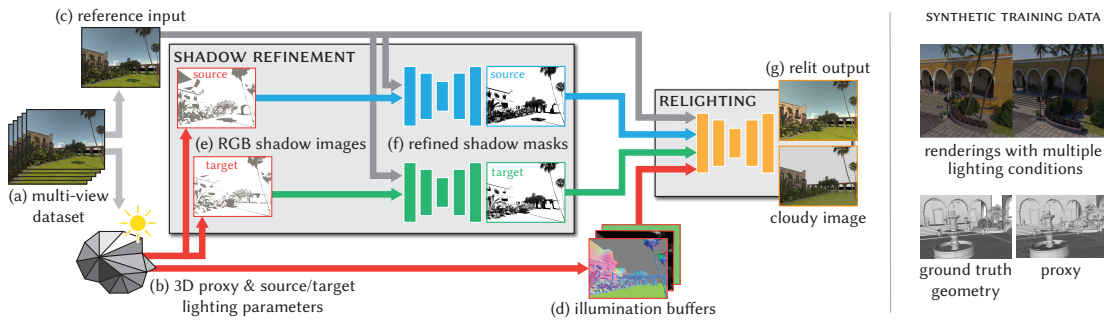 (c) reference input
SHADOW REFINEMENT
source
source
(e) RGB shadow images
(f) refined shadow masks
target
target
(a) multi-view
dataset
(b) 3D proxy & source/target
lighting parameters
(d) illumination buffers
RELIGHTING
(g) relit output
cloudy image
SYNTHETIC TRAINING DATA
renderings with multiple
lighting conditions
ground truth
geometry
proxy